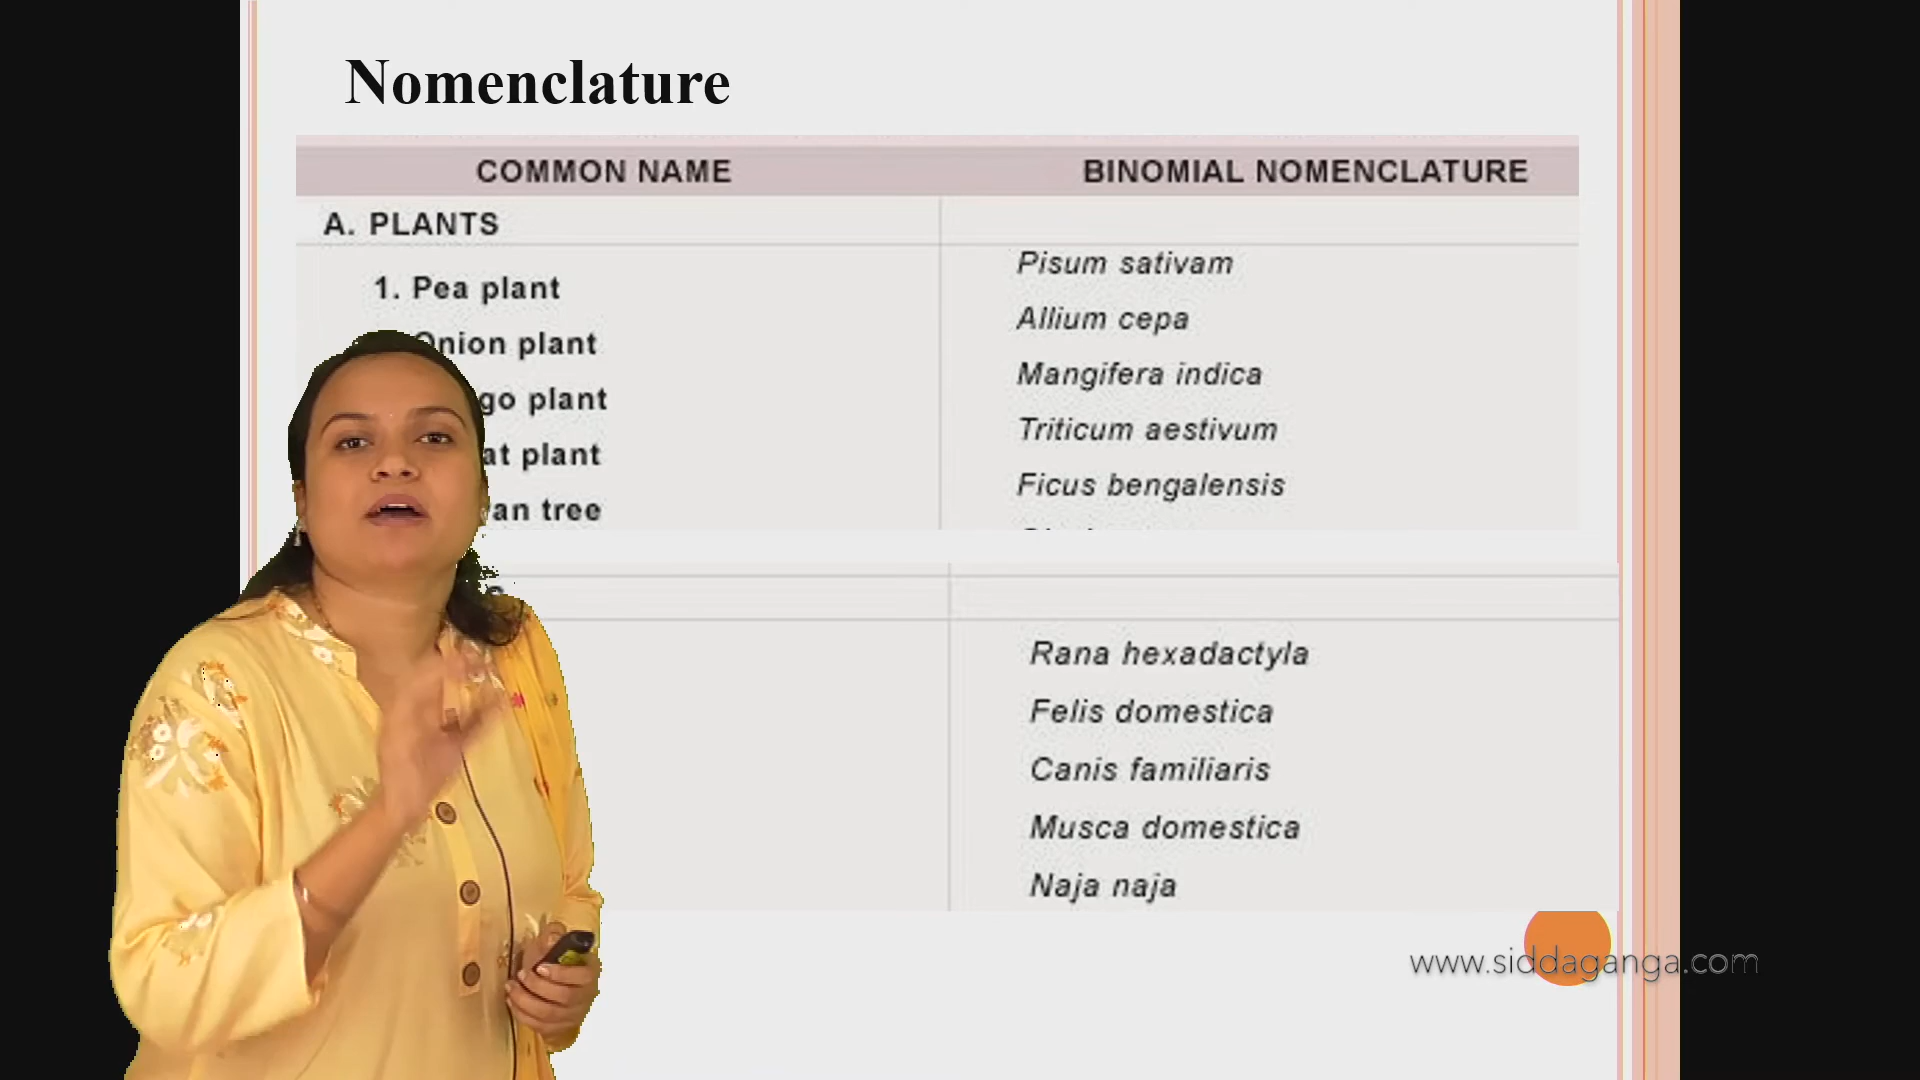 Nomenclature
COMMON NAME BINOMIAL NOMENCLATURE
A. PLANTS
1. Pea plant Pisum sativam
Onion plant Allium cepa
go plant Mangifera indica
at plant Triticum aestivum
an tree Ficus bengalensis
Rana hexadactyla
Felis domestica
Canis familiaris
Musca domestica
Naja naja
www.siddaganga.com